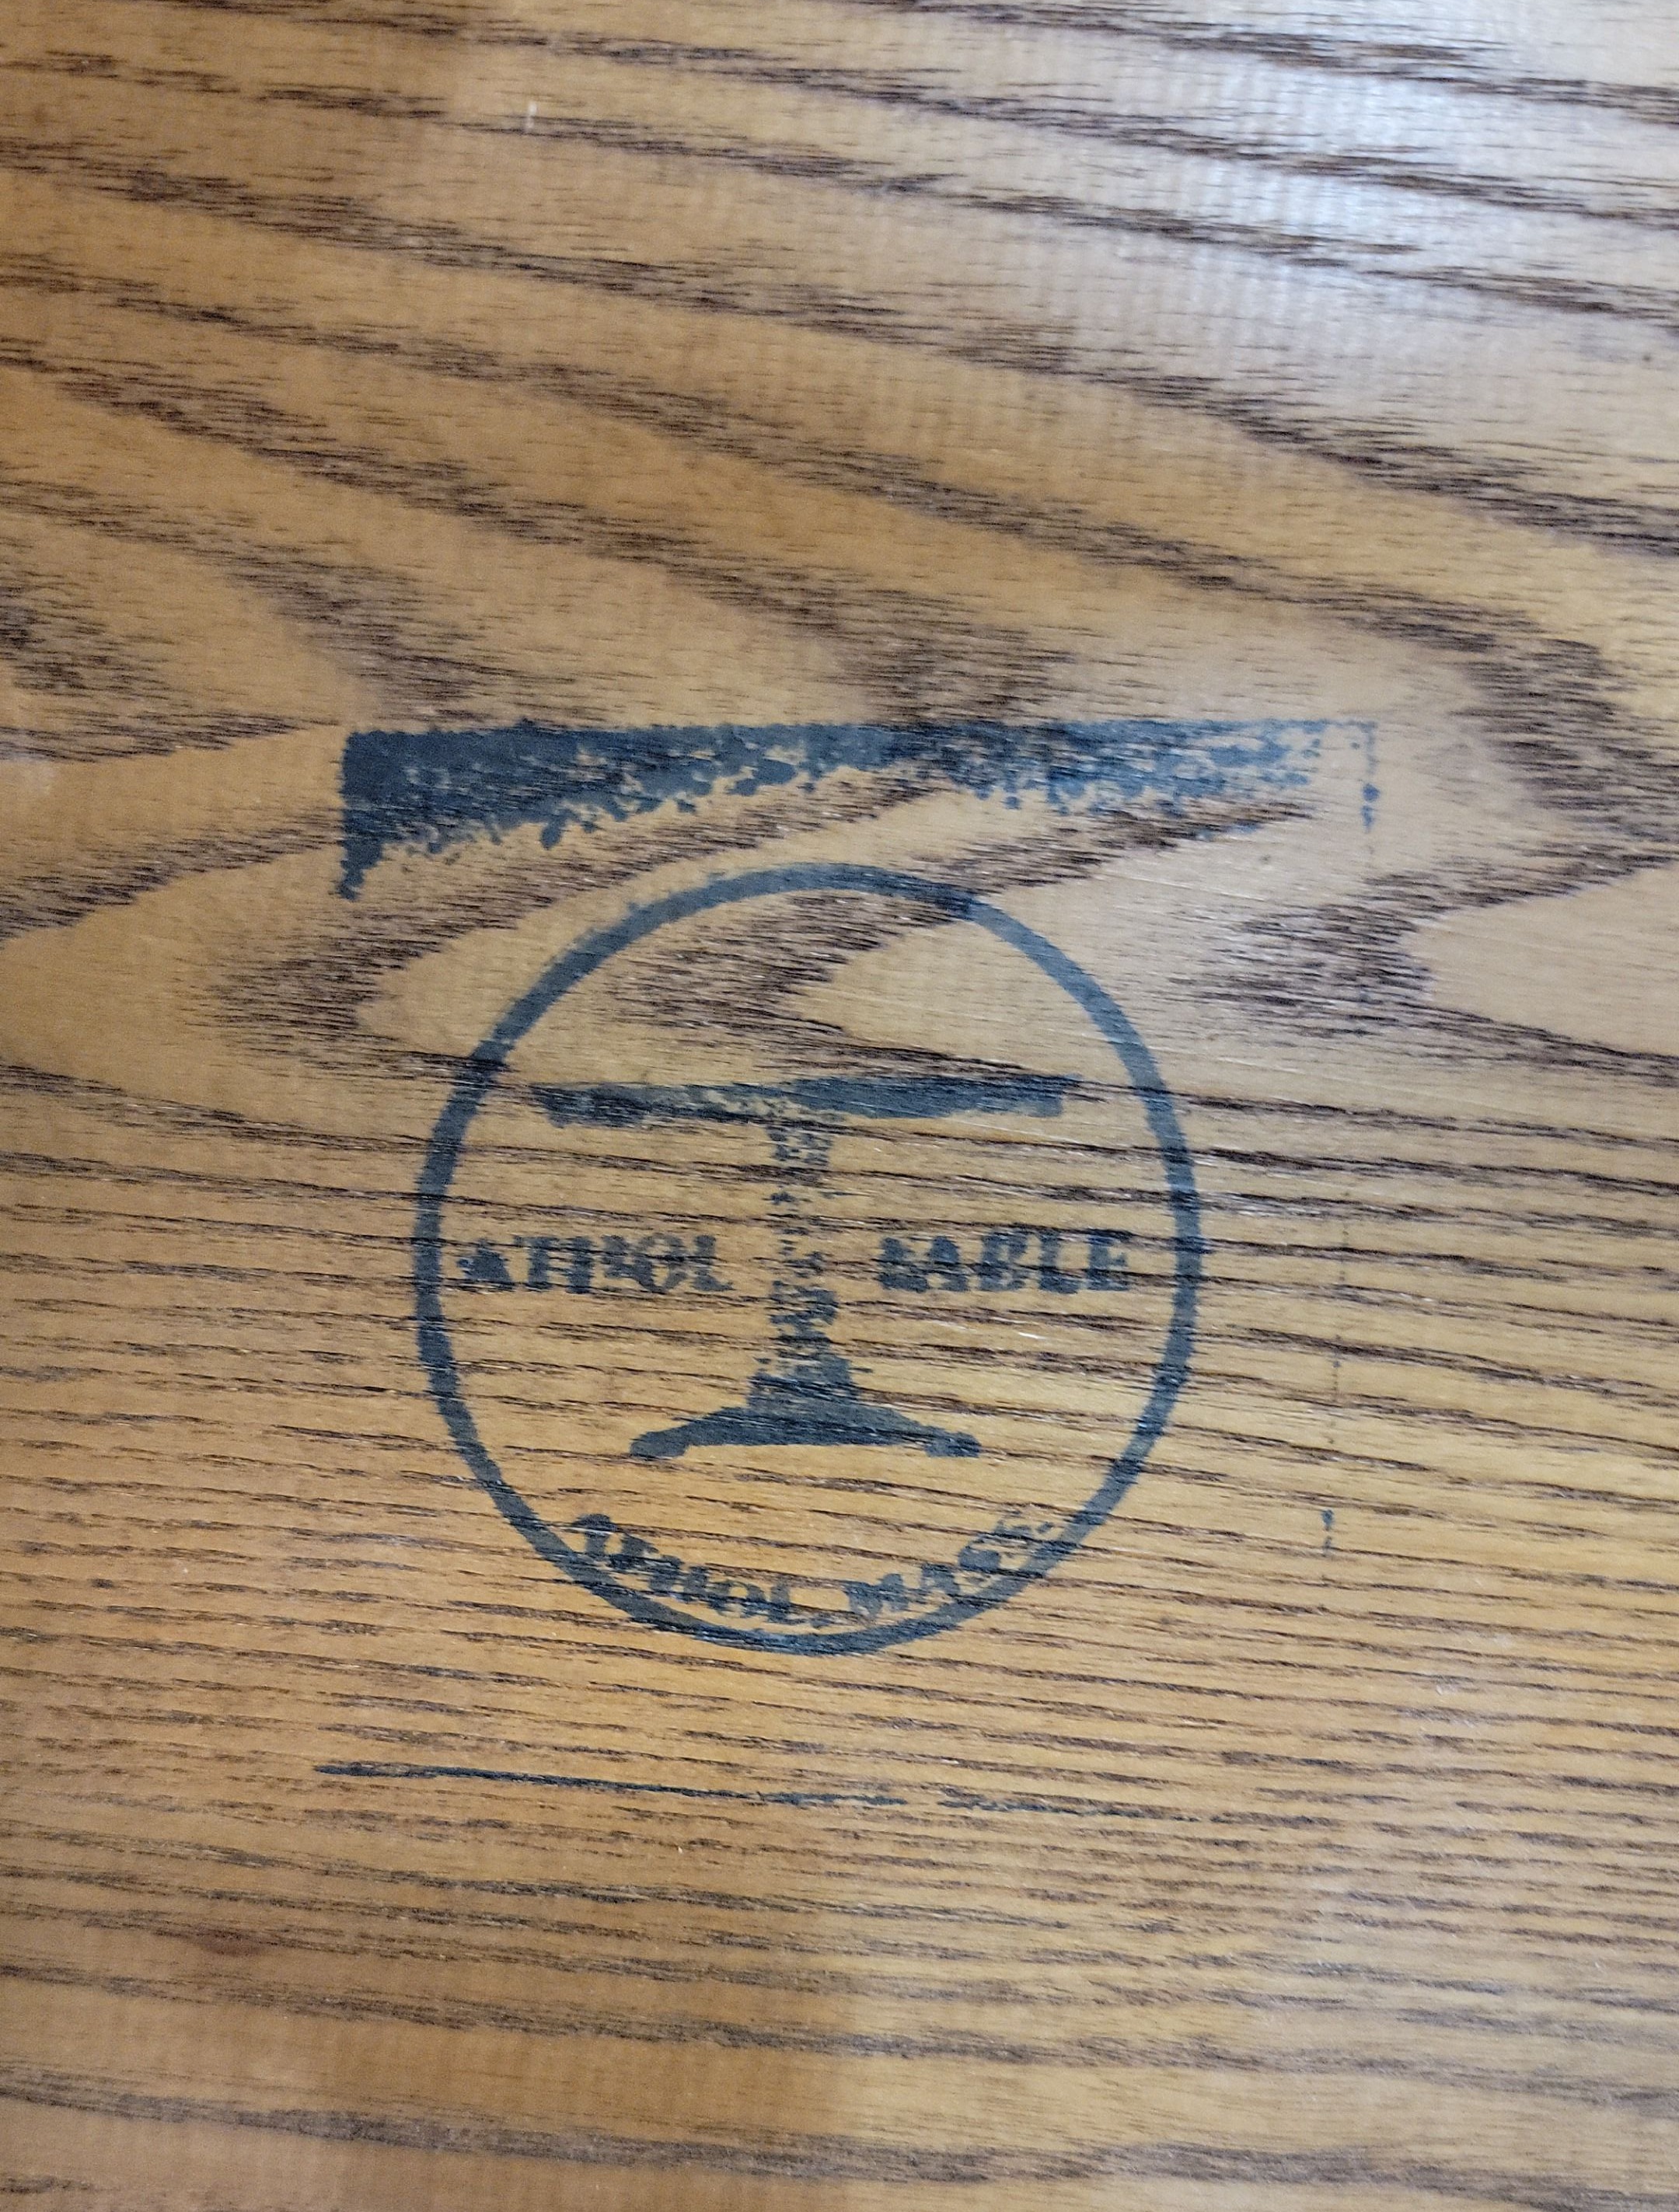 ATHOL TABLE
ATHOL, MASS.